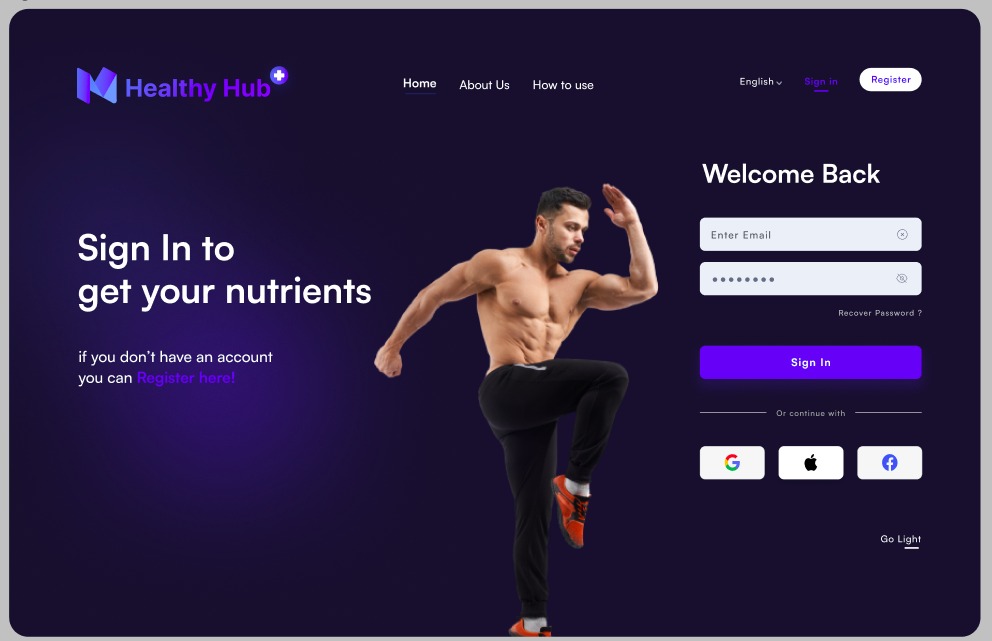 Healthy Hub
Home
About Us
How to use
English
Sign in
Register
Welcome Back
Enter Email
Sign In to
get your nutrients
Recover Password ?
if you don't have an account
you can Register here!
Sign In
Or continue with
Go Light